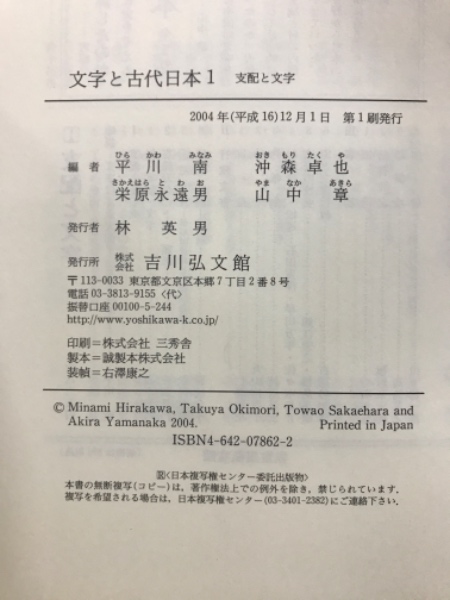 文字と古代日本1 支配と文字
2004年(平成16)12月1日 第1刷発行
ひら かわ みなみ おき もり たく や
編者 平川 南 沖森卓也
さかえはら と わ お やま なか あきら
栄原永遠男 山中 章
発行者 林 英男
発行所 株式会社 吉川弘文館
〒113-0033 東京都文京区本郷7丁目2番8号
電話03-3813-9155〈代〉
振替口座00100-5-244
http://www.yoshikawa-k.co.jp/
印刷=株式会社 三秀舎
製本=誠製本株式会社
装幀=右澤康之
© Minami Hirakawa, Takuya Okimori, Towao Sakaehara and
Akira Yamanaka 2004. Printed in Japan
ISBN4-642-07862-2
〈日本複写権センター委託出版物〉
本書の無断複写(コピー)は,著作権法上での例外を除き,禁じられています.
複写を希望される場合は,日本複写権センター(03-3401-2382)にご連絡下さい.